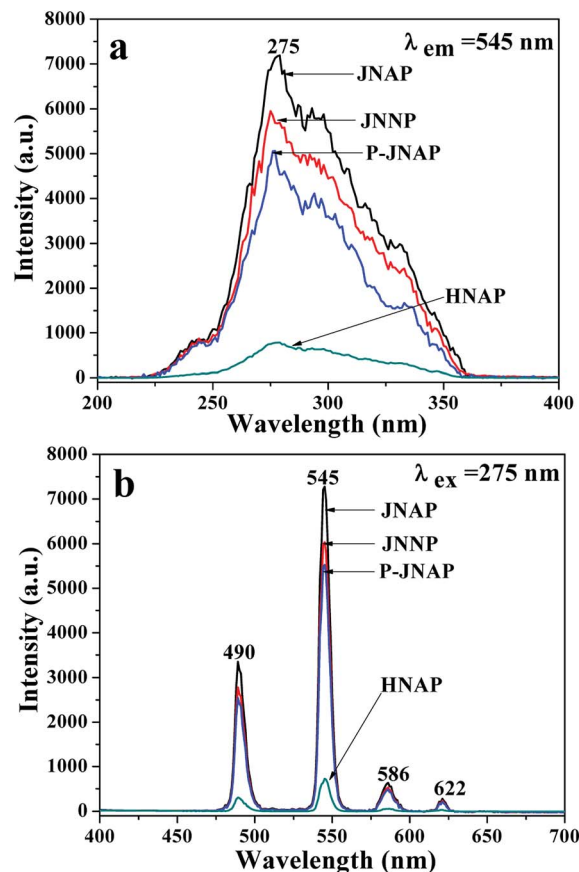 a
275
λ em =545 nm
JNAP
JNNP
P-JNAP
HNAP
8000
7000
6000
5000
4000
3000
2000
1000
0
Intensity (a.u.)
200 250 300 350 400
Wavelength (nm)
b
545
λ ex =275 nm
JNAP
JNNP
P-JNAP
490
HNAP
586
622
8000
7000
6000
5000
4000
3000
2000
1000
0
Intensity (a.u.)
400 450 500 550 600 650 700
Wavelength (nm)